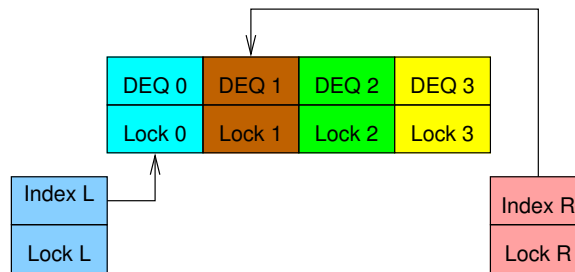 DEQ 0 DEQ 1 DEQ 2 DEQ 3
Lock 0 Lock 1 Lock 2 Lock 3
Index L Index R
Lock L Lock R